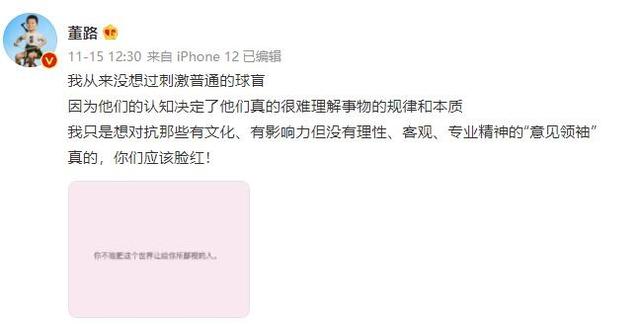 董路
11-15 12:30 来自 iPhone 12 已编辑
我从来没想过刺激普通的球盲
因为他们的认知决定了他们真的很难理解事物的规律和本质
我只是想对抗那些有文化、有影响力但没有理性、客观、专业精神的“意见领袖”
真的，你们应该脸红！
你不能把这个世界让给你所鄙视的人。